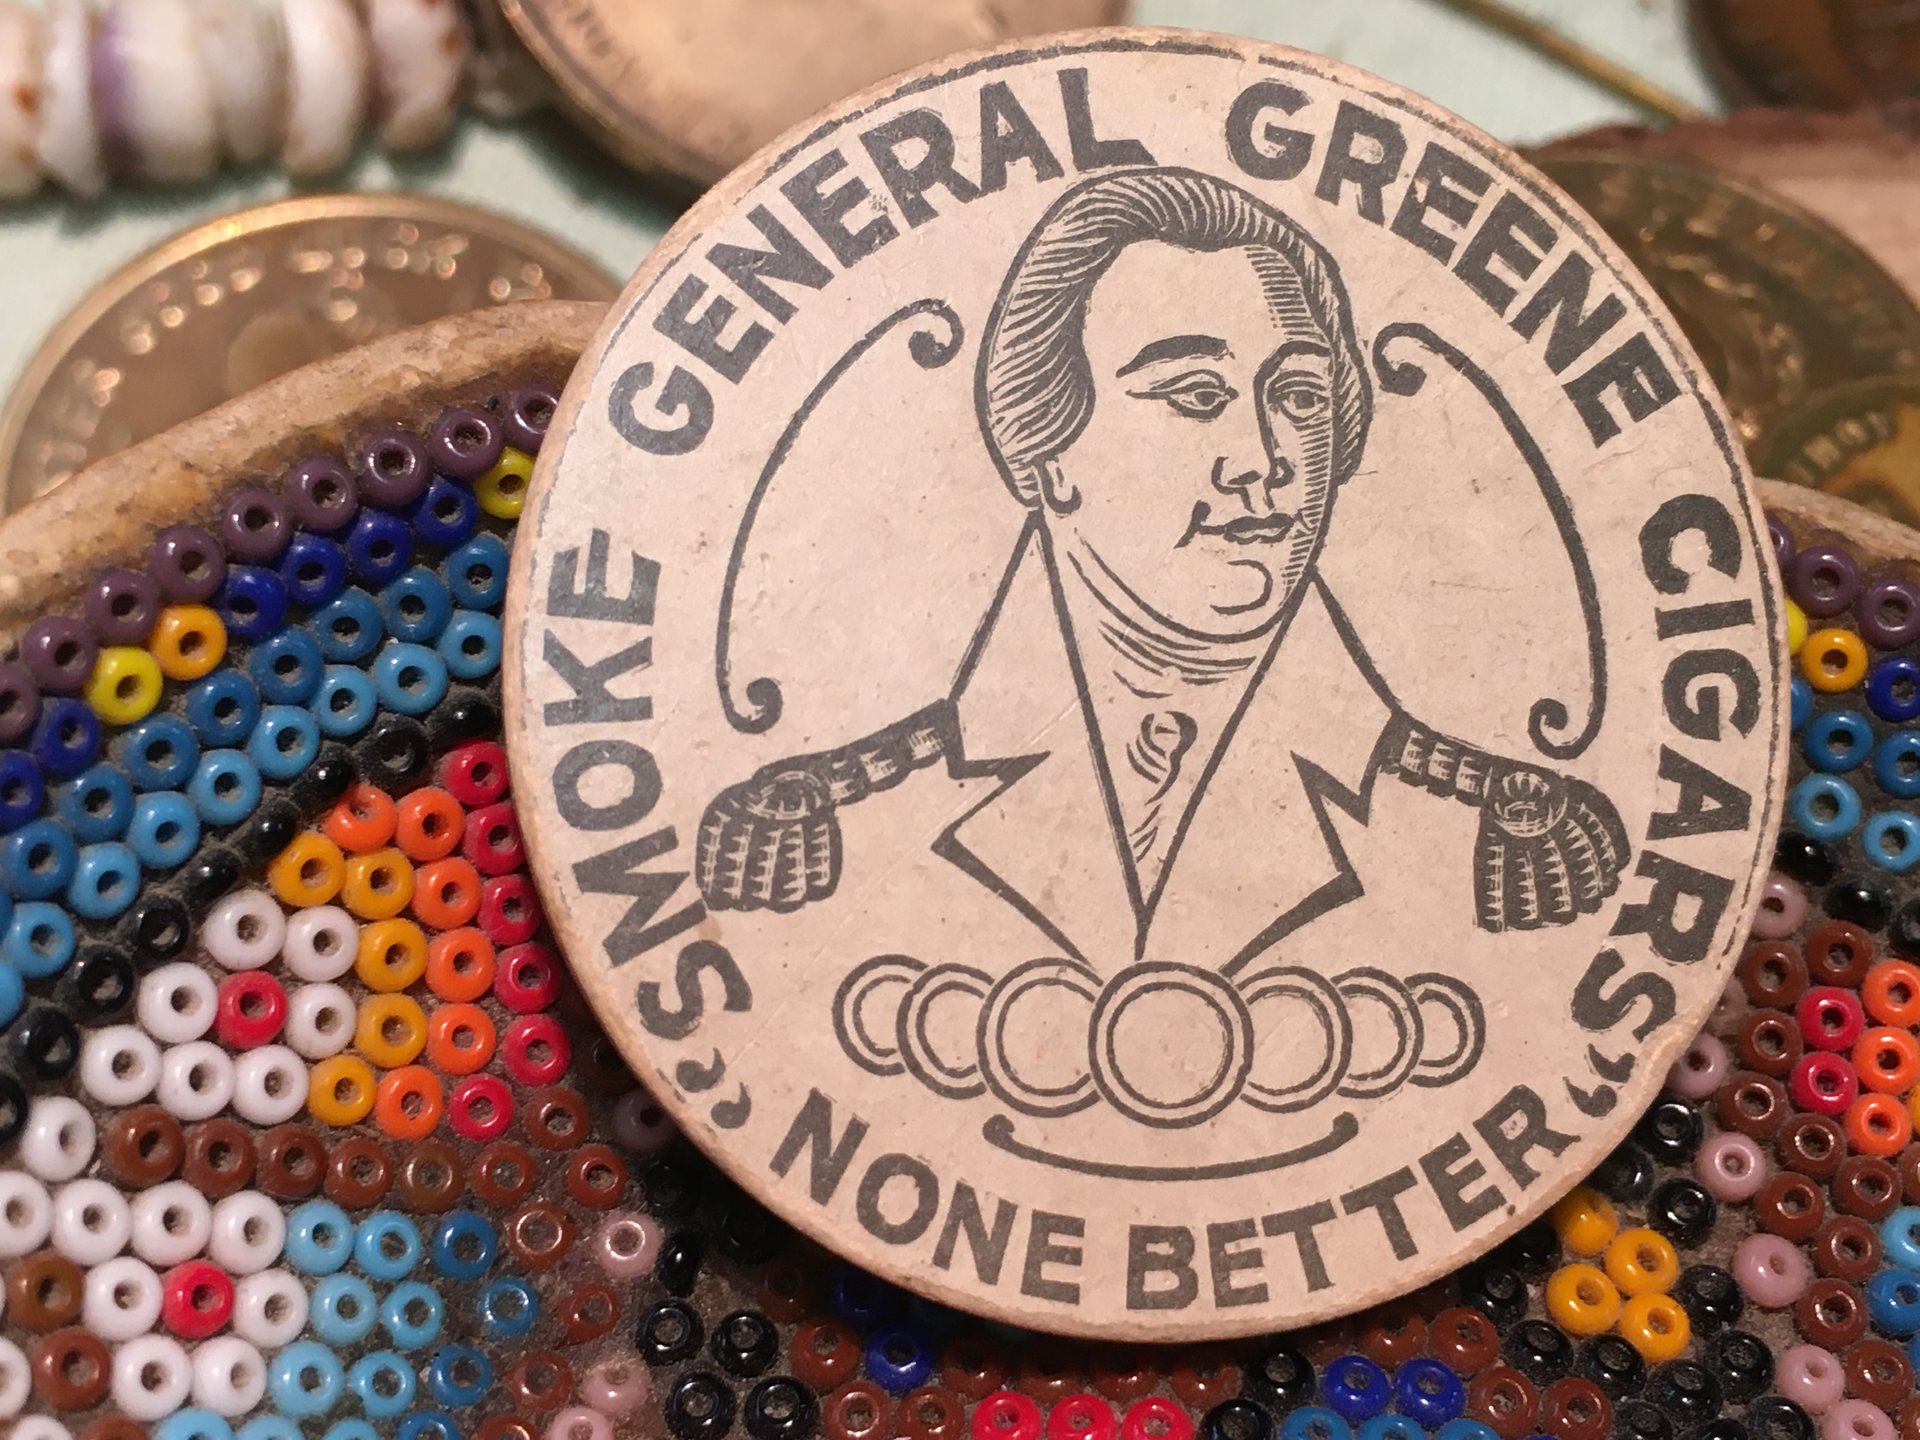 "SMOKE GENERAL GREENE CIGARS"
NONE BETTER